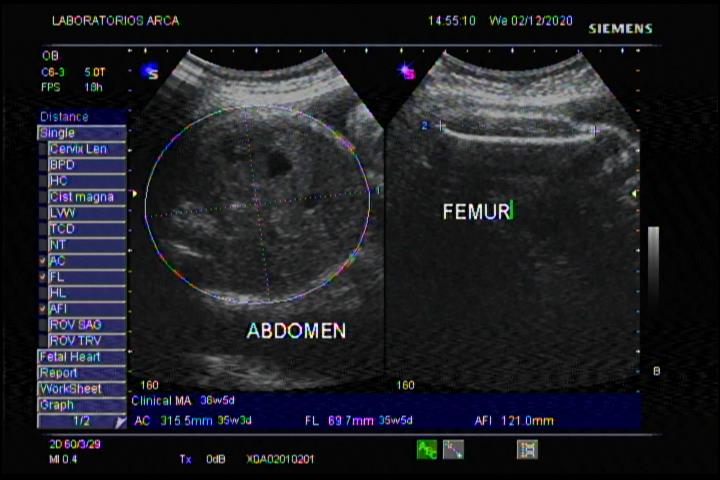 LABORATORIOS ARCA
14:55:10 We 02/12/2020
SIEMENS
OB
C6-3 5.0T
FPS 18h
Distance
Single
Cervix Len
BPD
HC
Cist magna
LVW
TCD
NT
AC
FL
HL
AFI
ROV SAG
ROV TRV
Fetal Heart
Report
WorkSheet
Graph
1/2
S
1
ABDOMEN
160
S
2
FEMUR
160
B
Clinical MA 36w5d
AC 315.5mm 35w3d FL 69.7mm 35w5d AFI 121.0mm
2D 60/3/29
MI 0.4 Tx 0dB XDA02010201
ABC